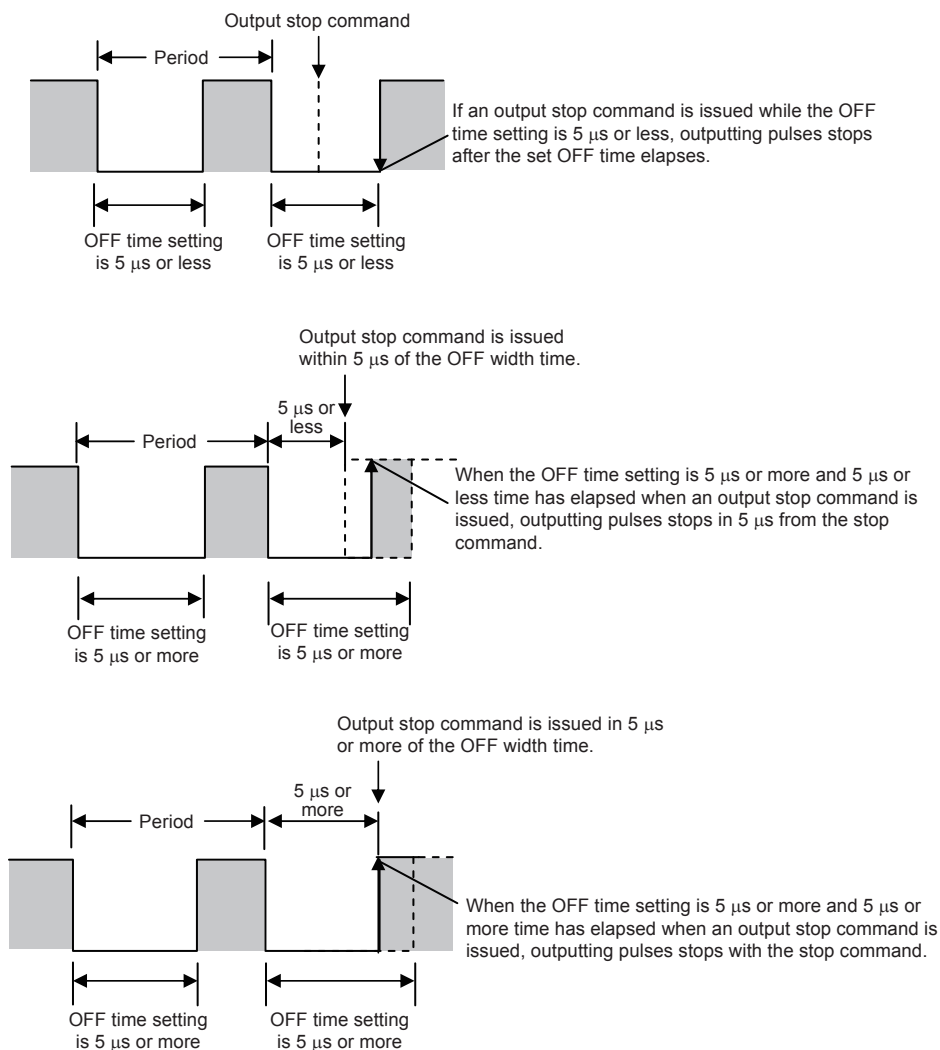 Output stop command
Period
If an output stop command is issued while the OFF
time setting is 5 μs or less, outputting pulses stops
after the set OFF time elapses.
OFF time setting
is 5 μs or less
OFF time setting
is 5 μs or less
Output stop command is issued
within 5 μs of the OFF width time.
5 μs or
less
Period
When the OFF time setting is 5 μs or more and 5 μs or
less time has elapsed when an output stop command is
issued, outputting pulses stops in 5 μs from the stop
command.
OFF time setting
is 5 μs or more
OFF time setting
is 5 μs or more
Output stop command is issued in 5 μs
or more of the OFF width time.
5 μs or
more
Period
When the OFF time setting is 5 μs or more and 5 μs or
more time has elapsed when an output stop command is
issued, outputting pulses stops with the stop command.
OFF time setting
is 5 μs or more
OFF time setting
is 5 μs or more